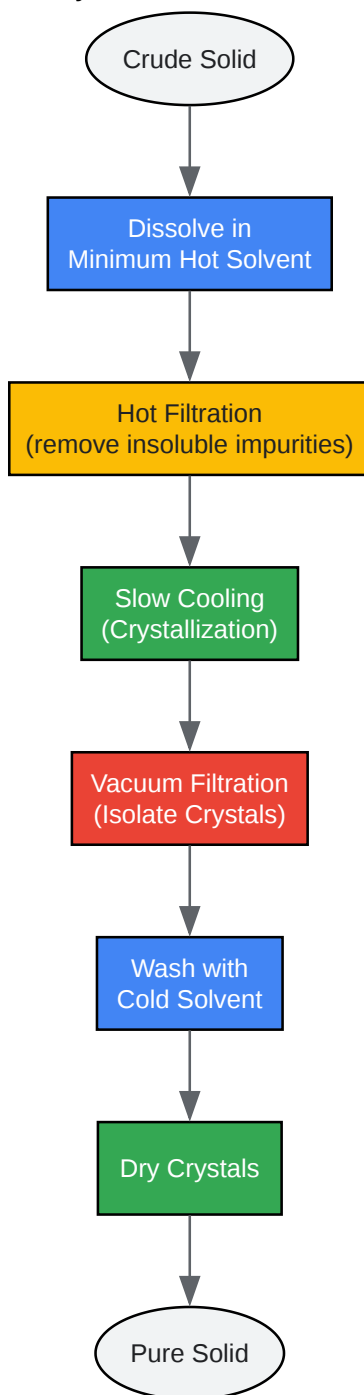 Crude Solid
Dissolve in
Minimum Hot Solvent
Hot Filtration
(remove insoluble impurities)
Slow Cooling
(Crystallization)
Vacuum Filtration
(Isolate Crystals)
Wash with
Cold Solvent
Dry Crystals
Pure Solid